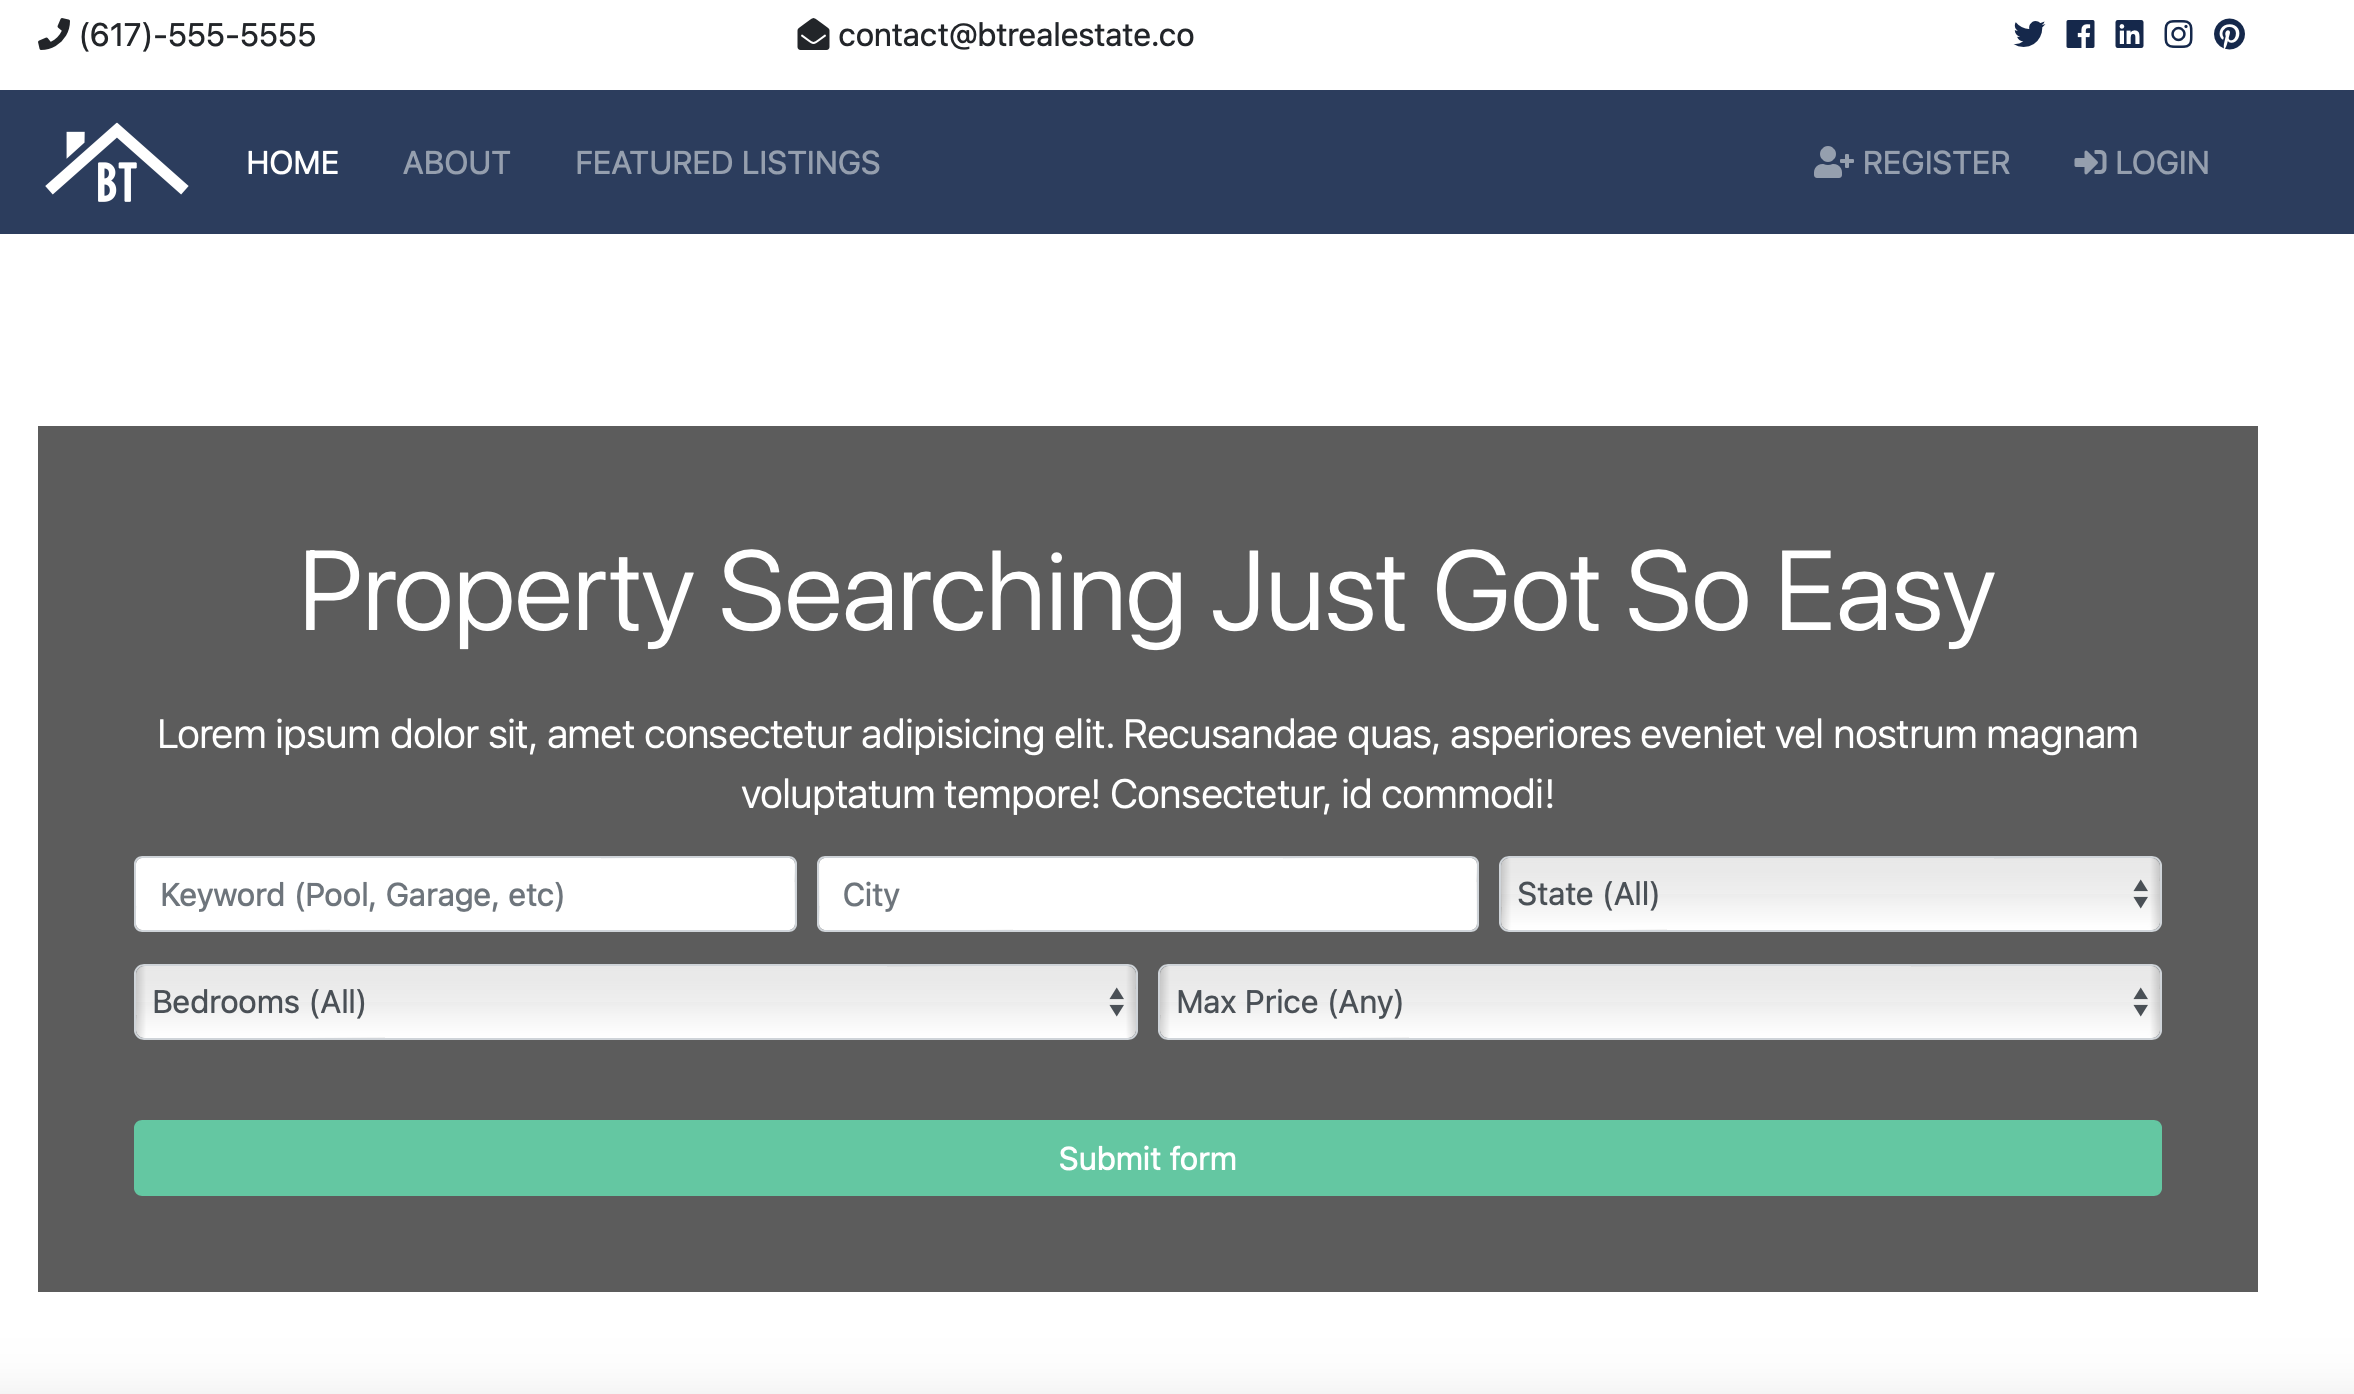 (617)-555-5555
contact@btrealestate.co
BT
HOME
ABOUT
FEATURED LISTINGS
REGISTER
LOGIN
Property Searching Just Got So Easy
Lorem ipsum dolor sit, amet consectetur adipisicing elit. Recusandae quas, asperiores eveniet vel nostrum magnam
voluptatum tempore! Consectetur, id commodi!
Keyword (Pool, Garage, etc)
City
State (All)
Bedrooms (All)
Max Price (Any)
Submit form